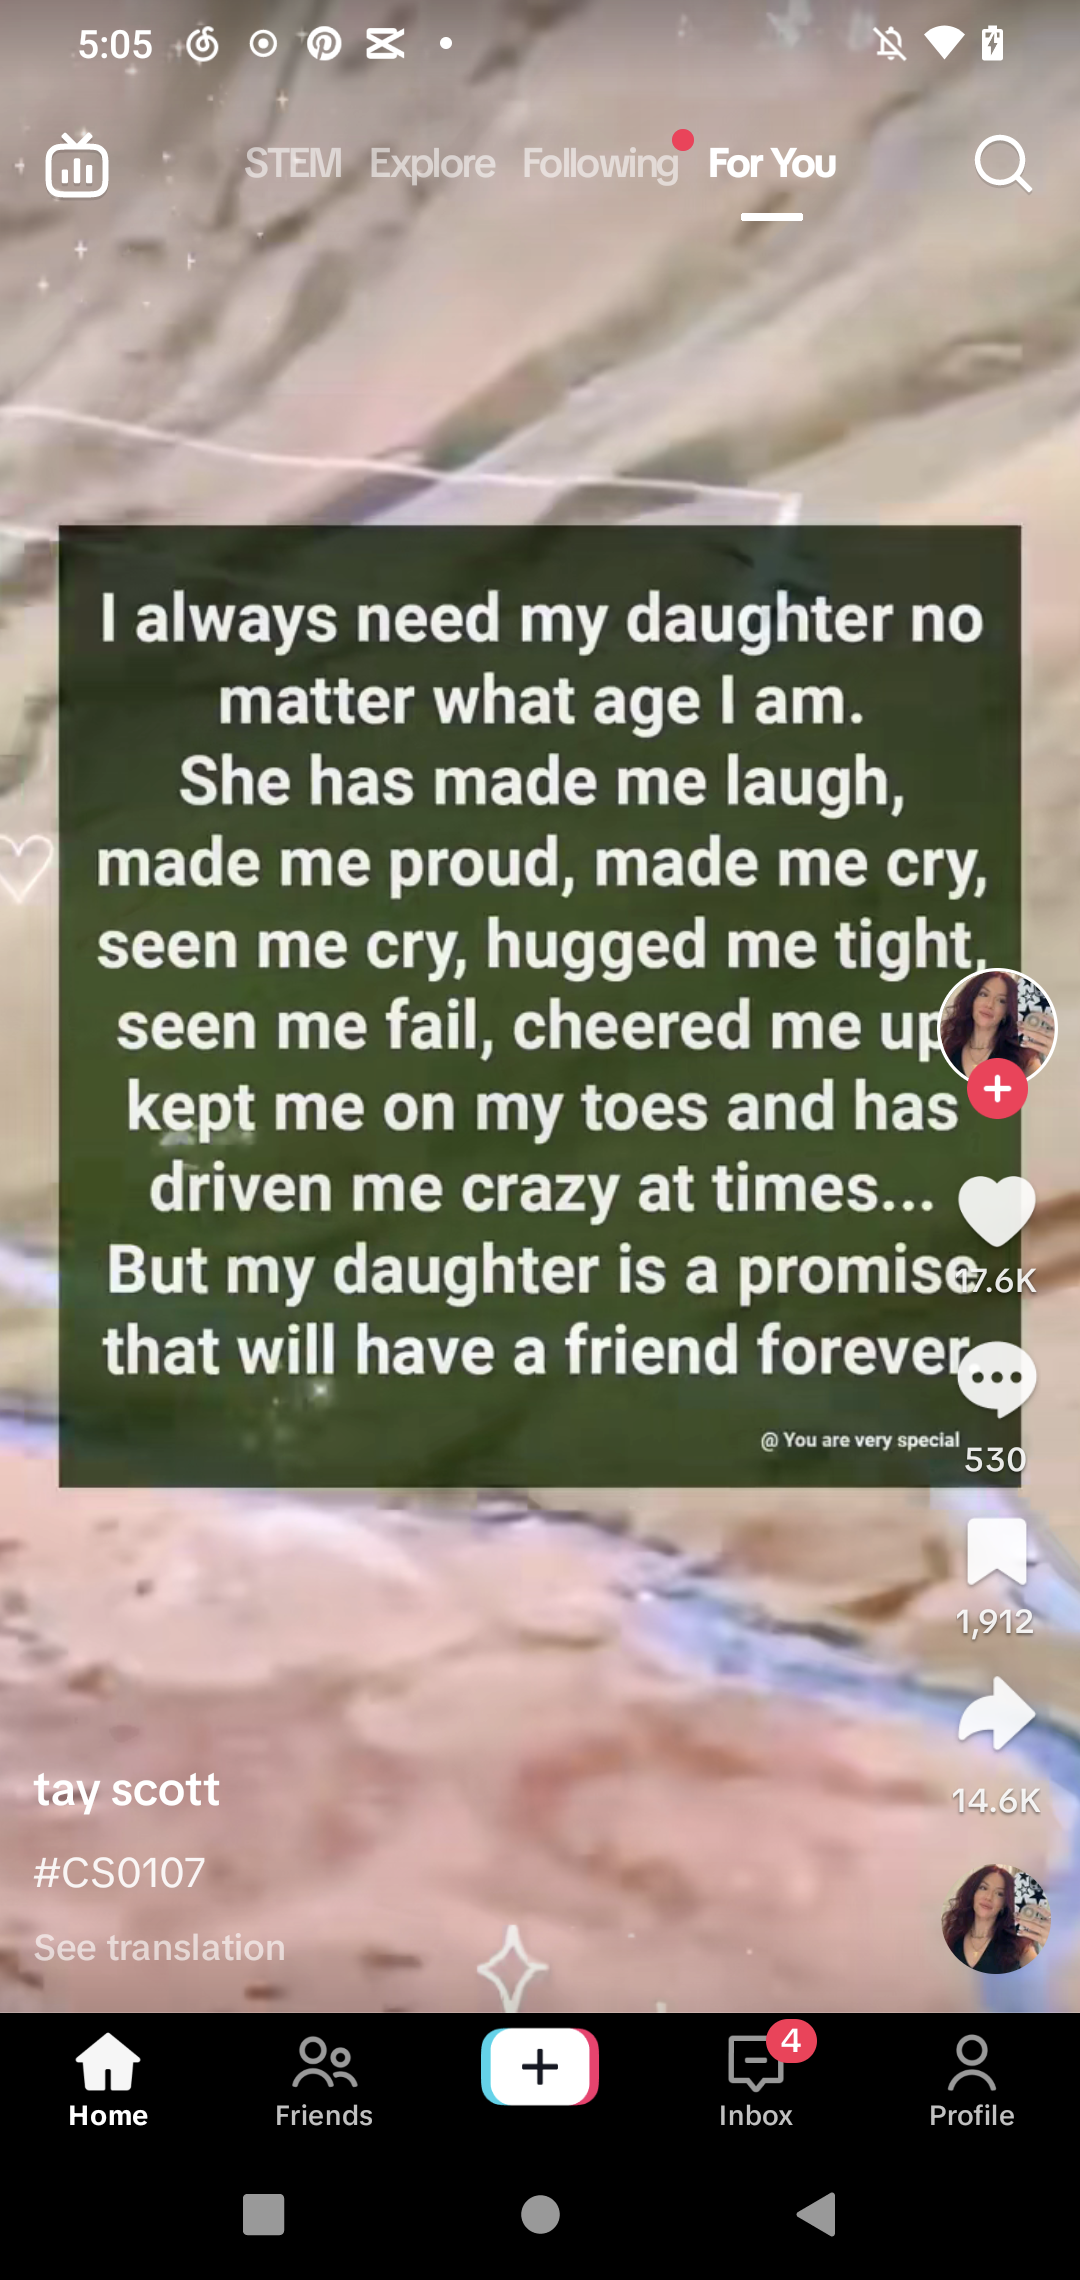 5:05
STEM Explore Following For You
I always need my daughter no
matter what age I am.
She has made me laugh,
made me proud, made me cry,
seen me cry, hugged me tight,
seen me fail, cheered me up
kept me on my toes and has
driven me crazy at times...
But my daughter is a promise
that will have a friend forever.
@ You are very special
17.6K
530
1,912
14.6K
tay scott
#CS0107
See translation
Home Friends Inbox 4 Profile